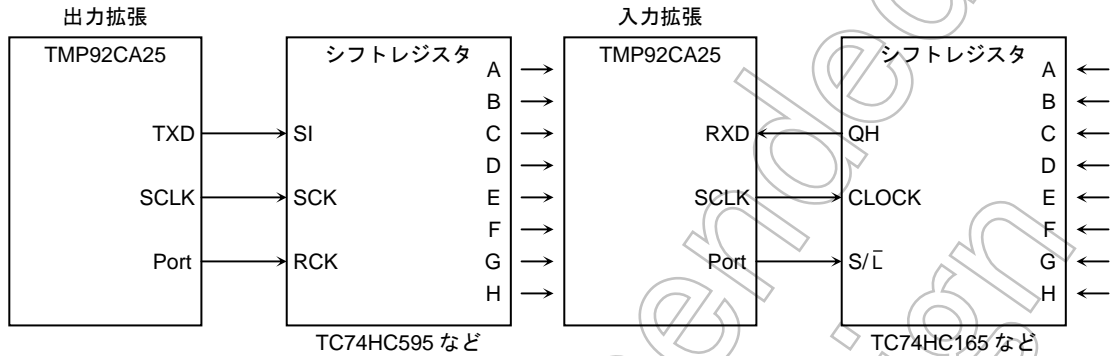 出力拡張
TMP92CA25
TXD
SCLK
Port
シフトレジスタ
SI
SCK
RCK
A
B
C
D
E
F
G
H
TC74HC595 など
入力拡張
TMP92CA25
RXD
SCLK
Port
シフトレジスタ
QH
CLOCK
S/L̅
A
B
C
D
E
F
G
H
TC74HC165 など